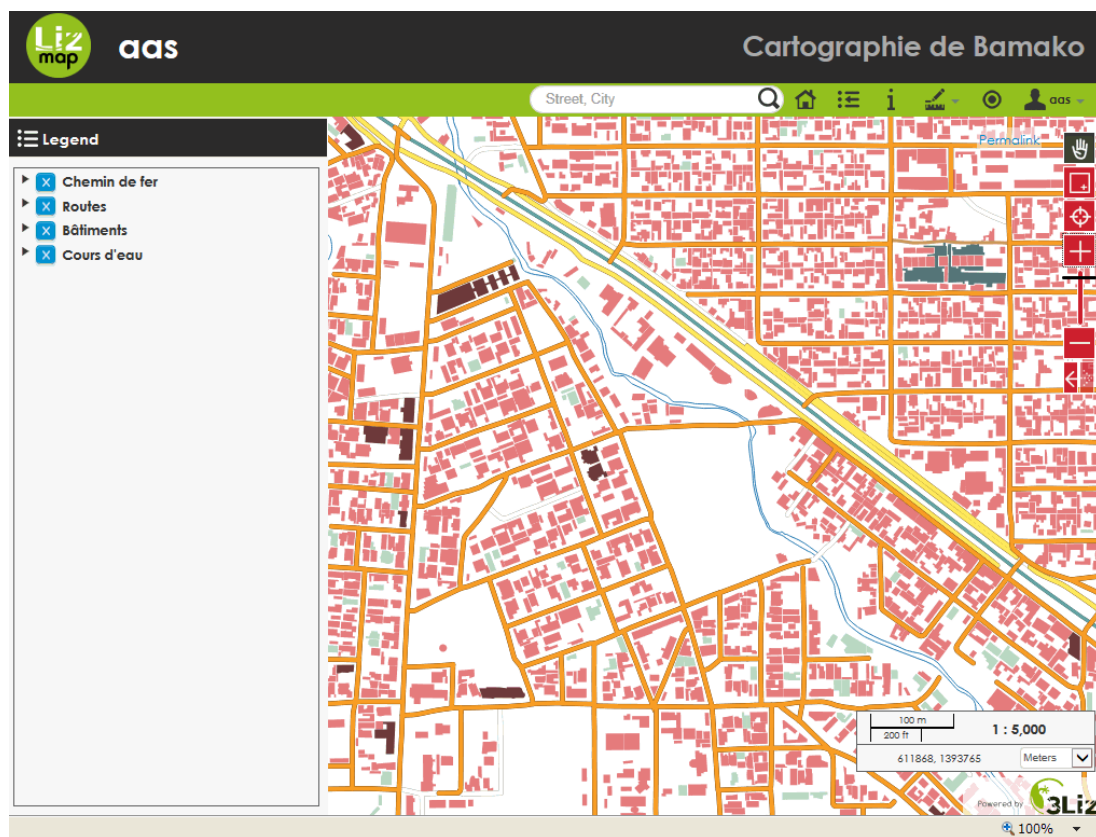 Liz
map
aas
Cartographie de Bamako
Street, City
aas
Legend
Permalink
x Chemin de fer
x Routes
x Bâtiments
x Cours d'eau
100 m
200 ft
1 : 5,000
611868, 1393765
Meters
Powered by
3Liz
100%